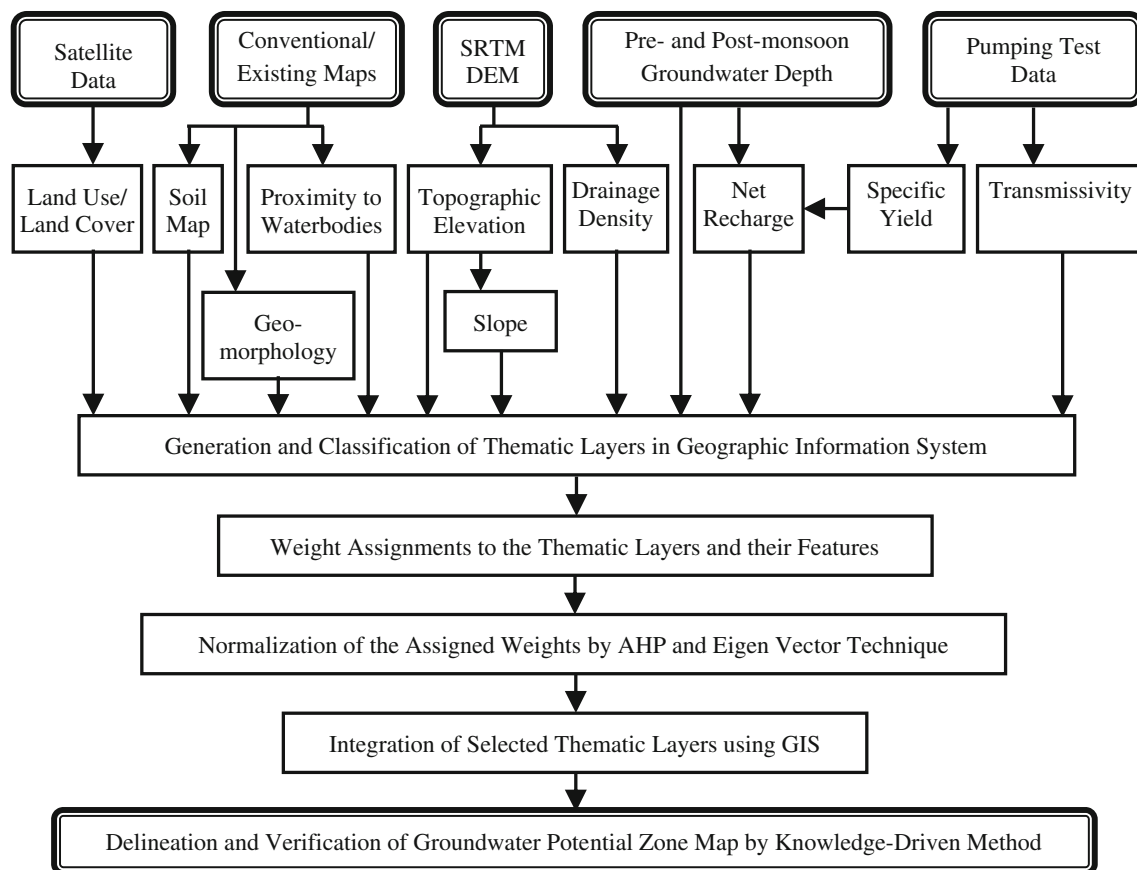 Satellite
Data
Conventional/
Existing Maps
SRTM
DEM
Pre- and Post-monsoon
Groundwater Depth
Pumping Test
Data
Land Use/
Land Cover
Soil
Map
Proximity to
Waterbodies
Topographic
Elevation
Drainage
Density
Net
Recharge
Specific
Yield
Transmissivity
Geo-
morphology
Slope
Generation and Classification of Thematic Layers in Geographic Information System
Weight Assignments to the Thematic Layers and their Features
Normalization of the Assigned Weights by AHP and Eigen Vector Technique
Integration of Selected Thematic Layers using GIS
Delineation and Verification of Groundwater Potential Zone Map by Knowledge-Driven Method